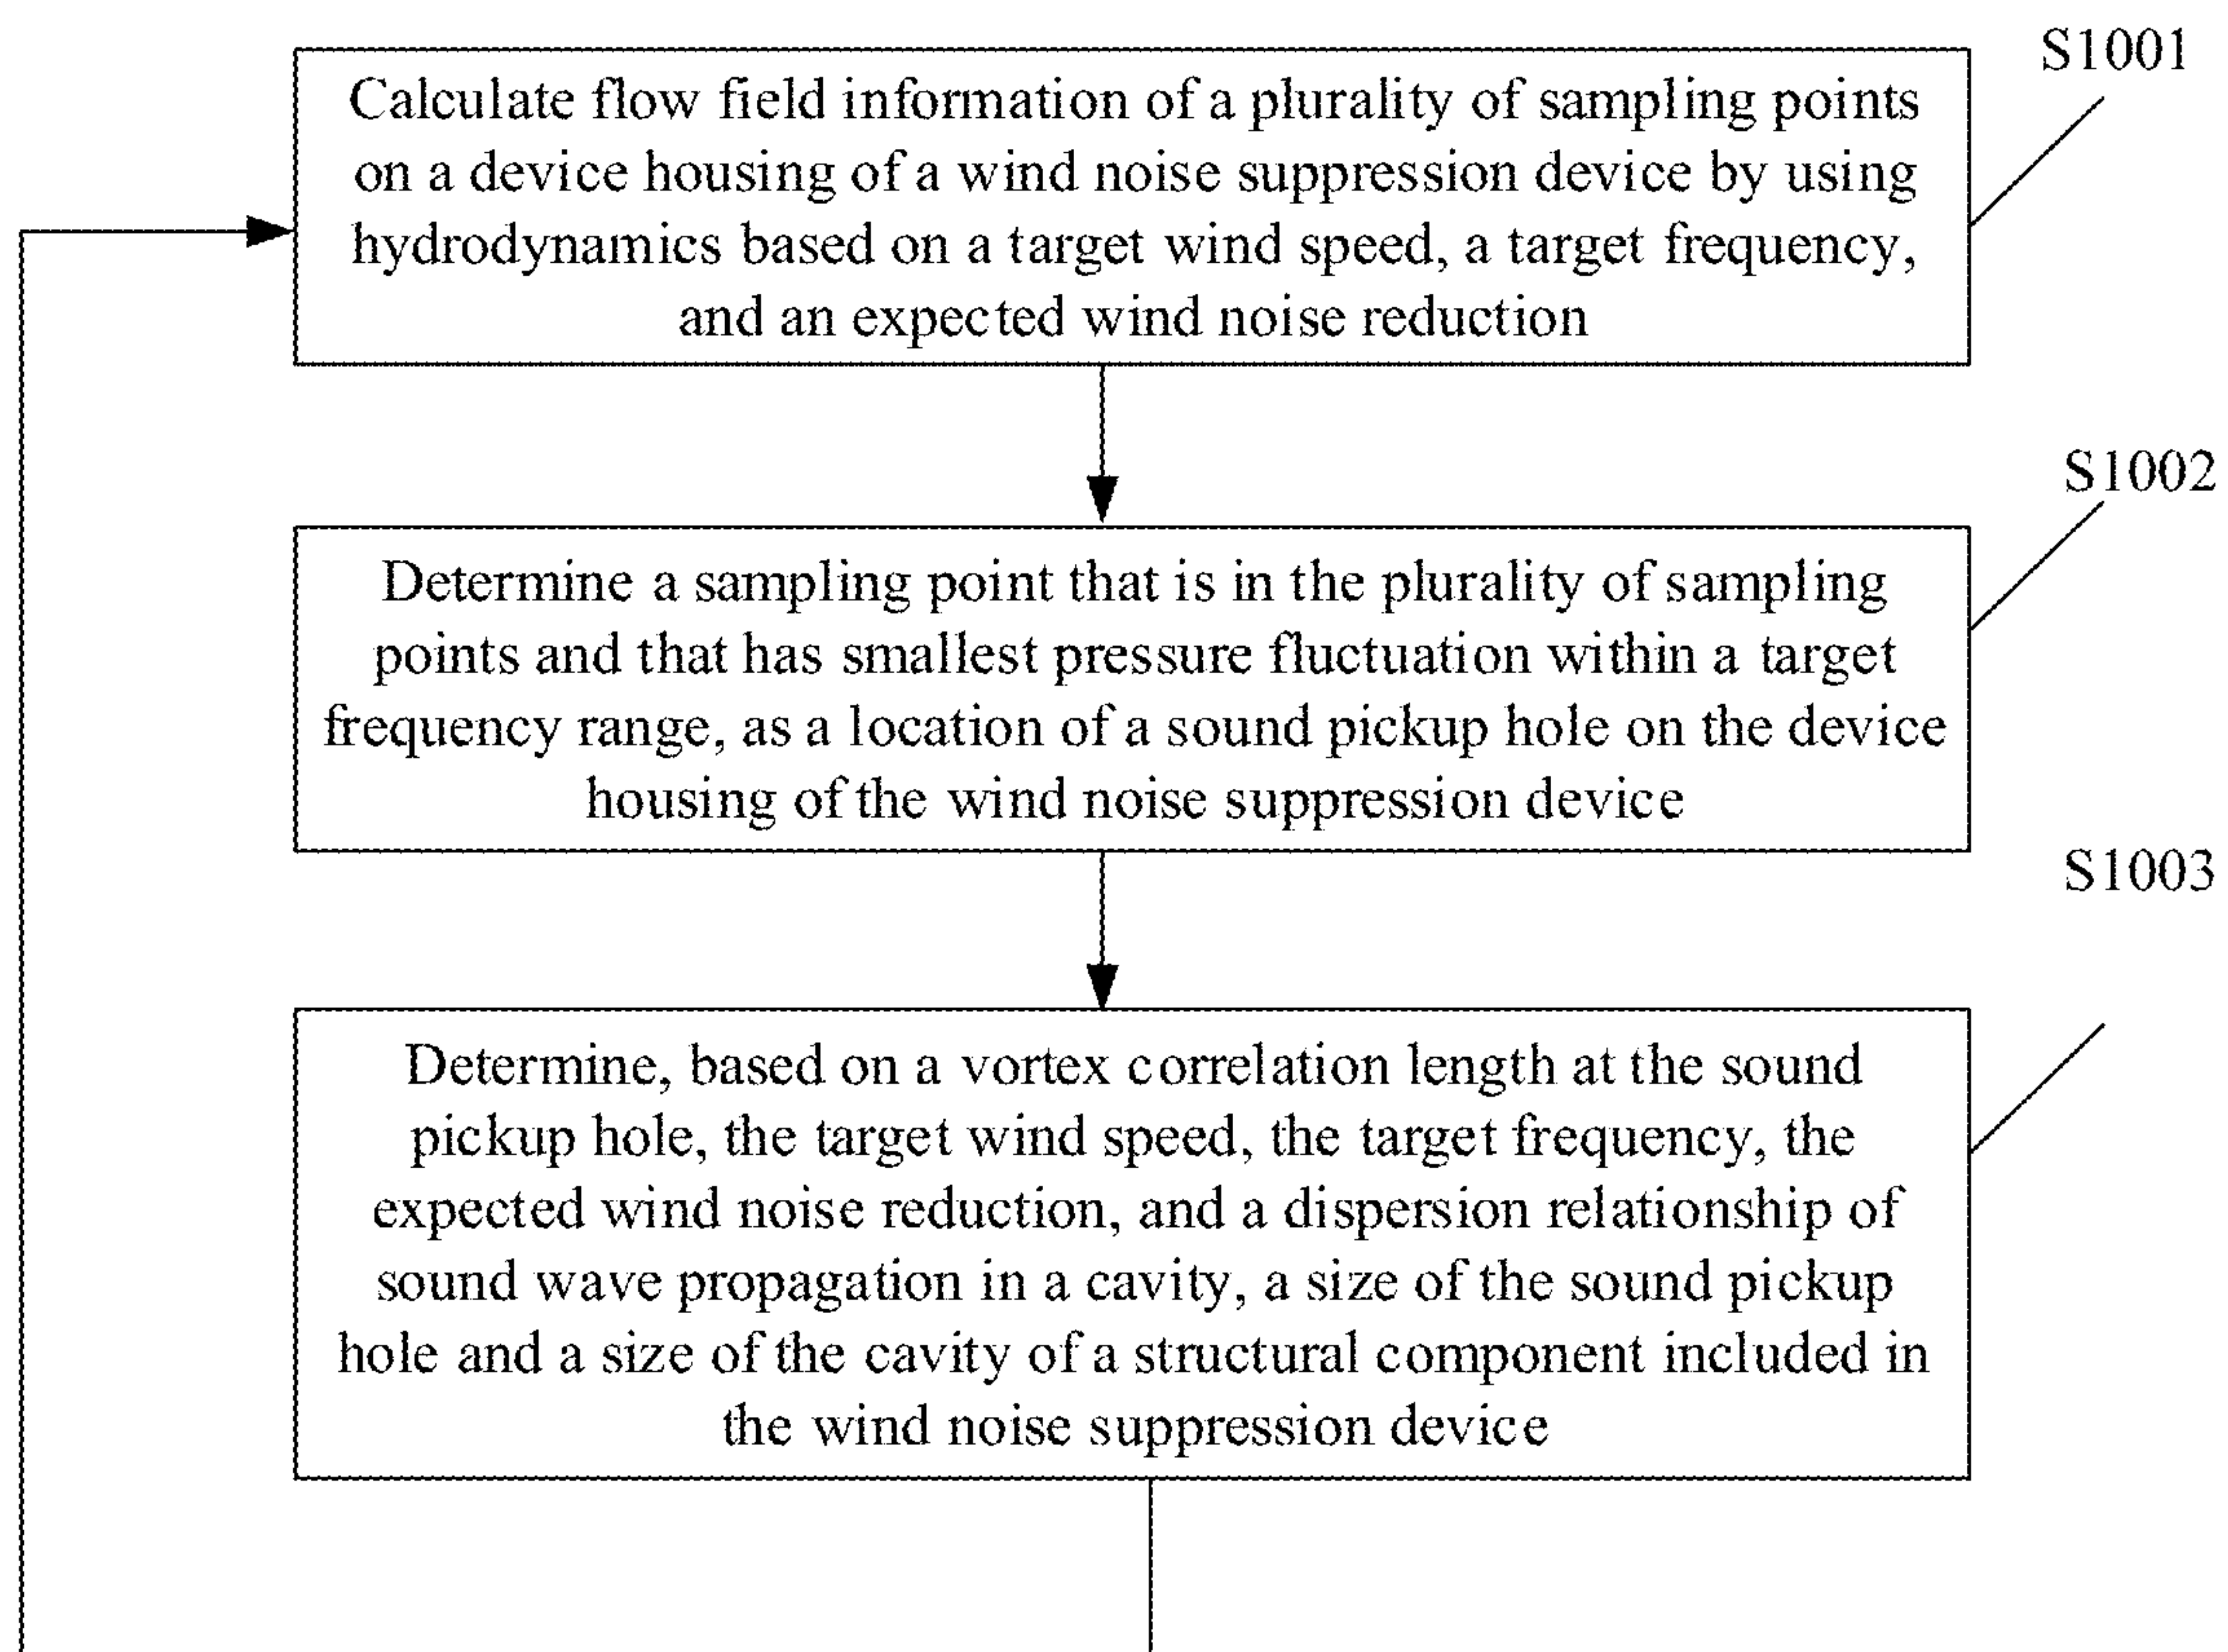 S1001
Calculate flow field information of a plurality of sampling points
on a device housing of a wind noise suppression device by using
hydrodynamics based on a target wind speed, a target frequency,
and an expected wind noise reduction
S1002
Determine a sampling point that is in the plurality of sampling
points and that has smallest pressure fluctuation within a target
frequency range, as a location of a sound pickup hole on the device
housing of the wind noise suppression device
S1003
Determine, based on a vortex correlation length at the sound
pickup hole, the target wind speed, the target frequency, the
expected wind noise reduction, and a dispersion relationship of
sound wave propagation in a cavity, a size of the sound pickup
hole and a size of the cavity of a structural component included in
the wind noise suppression device